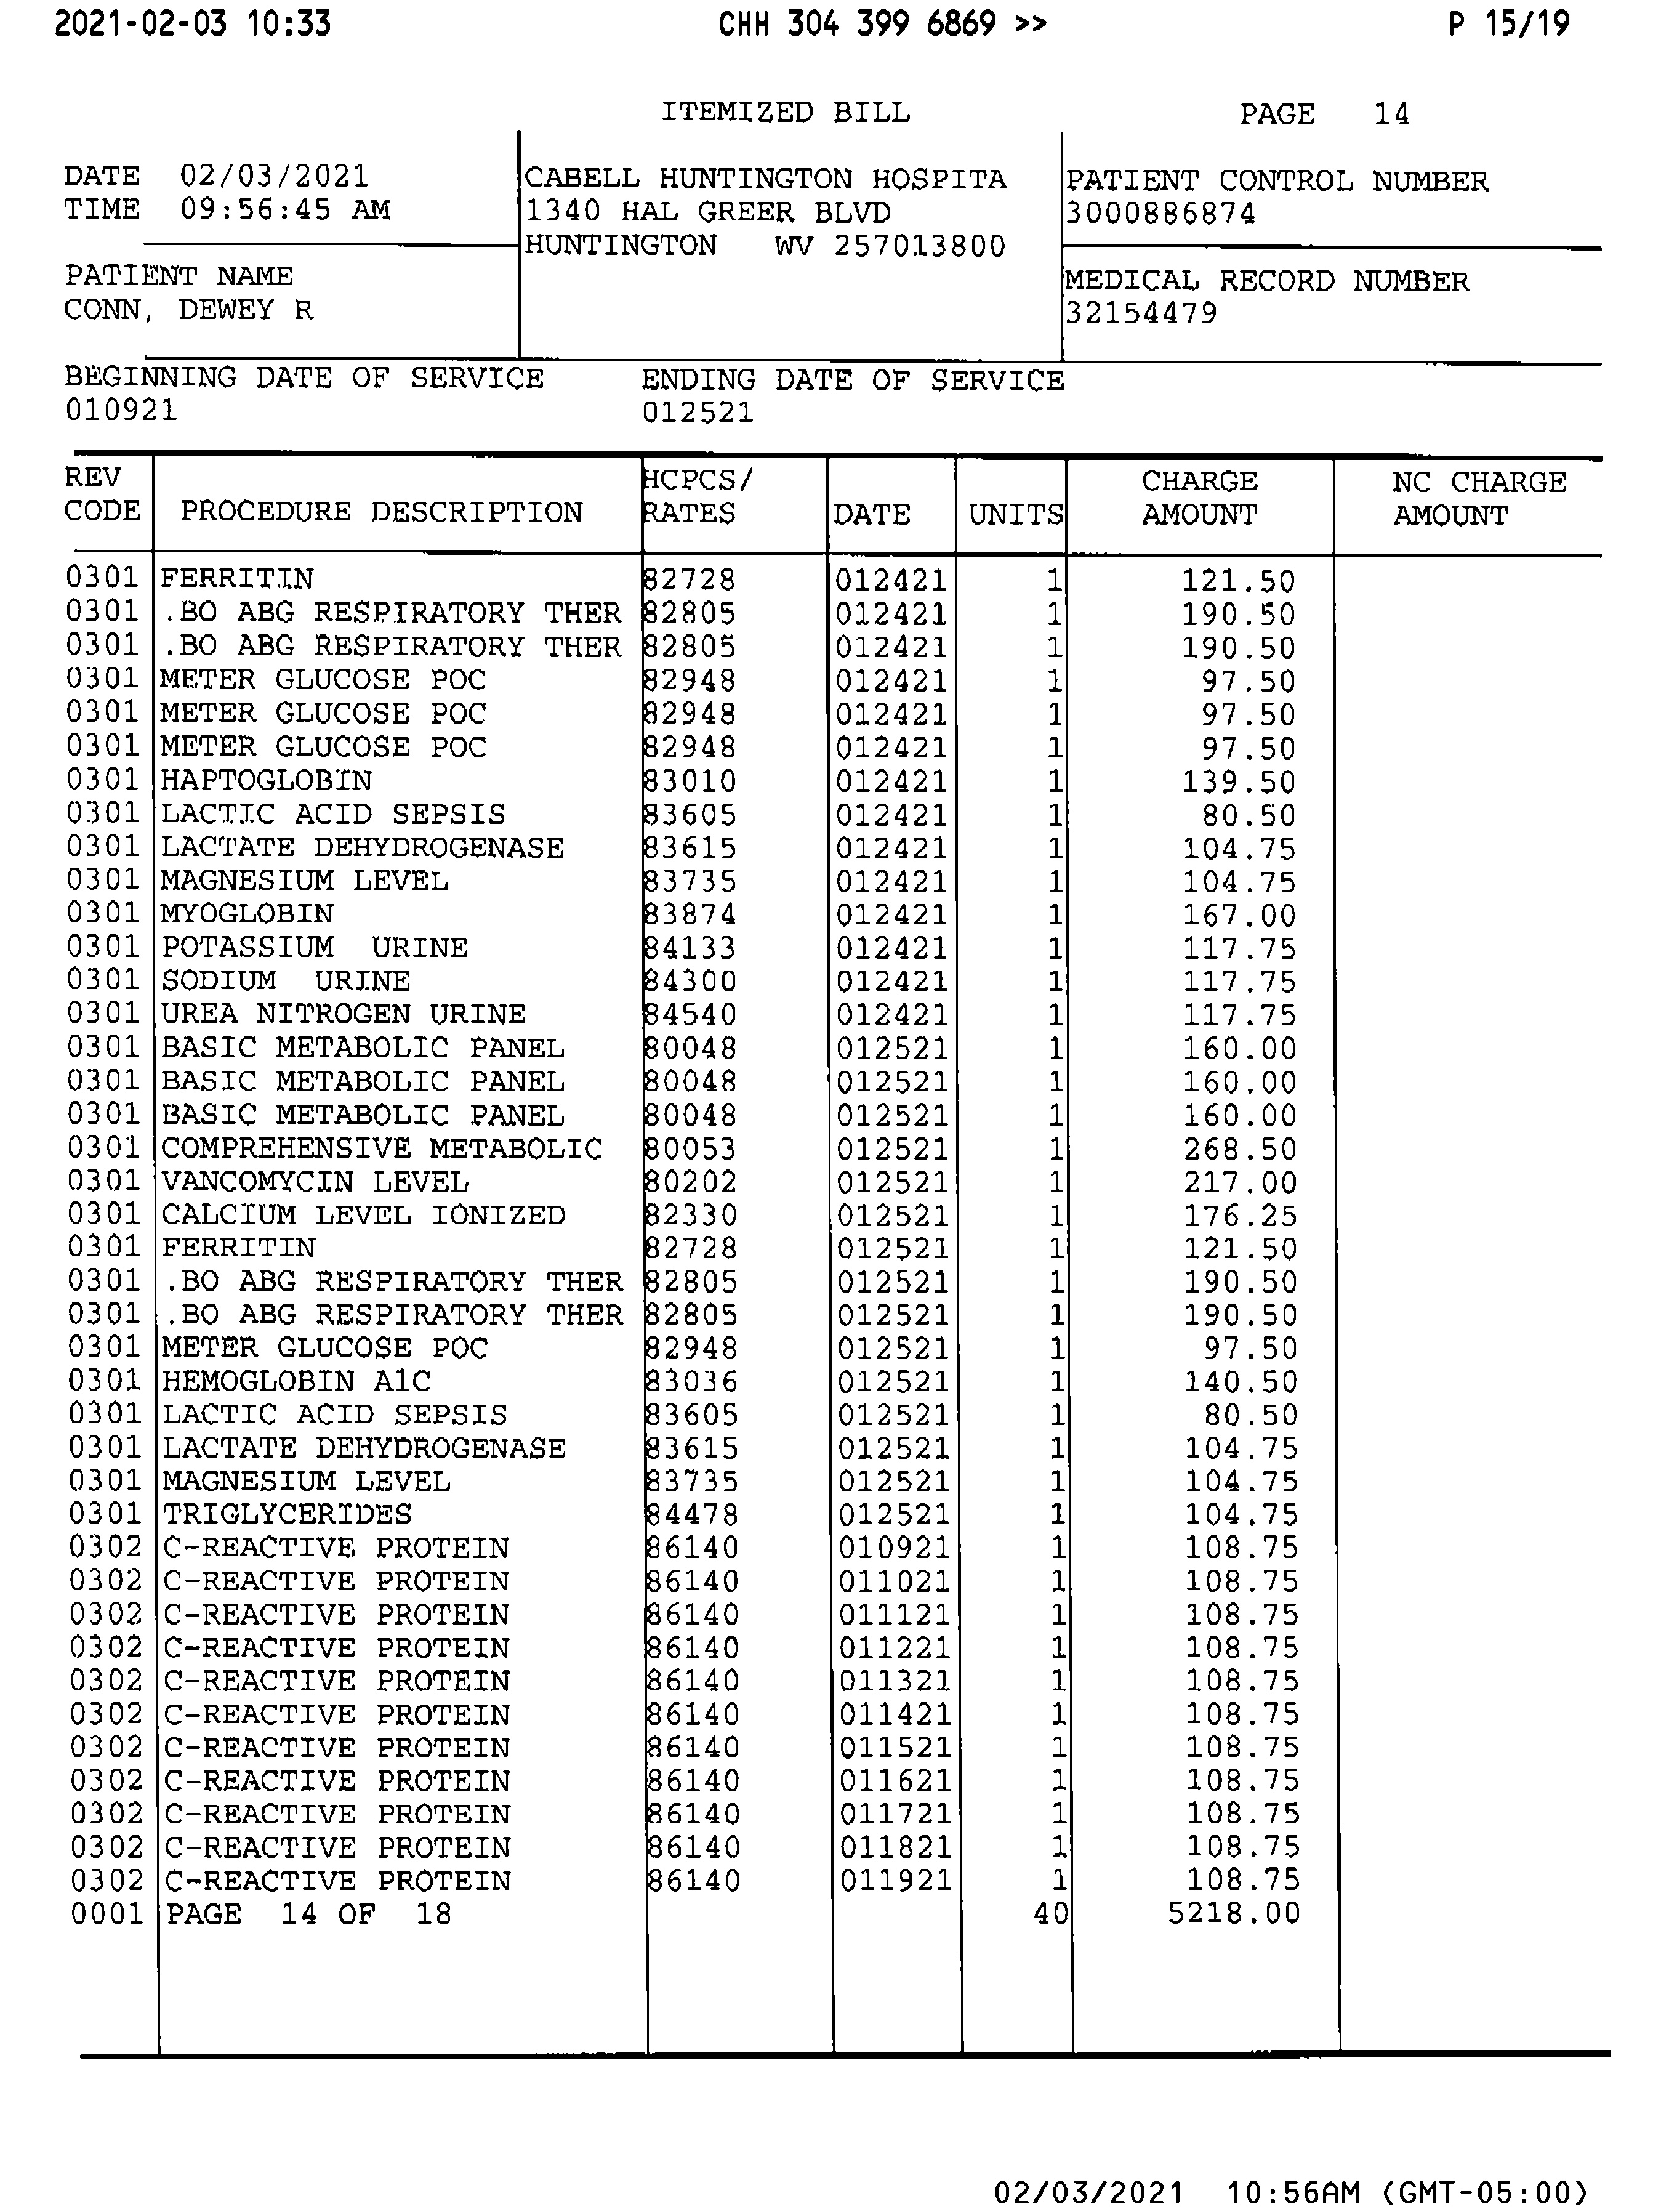 2021-02-03 10:33 CHH 304 399 6869 >> P 15/19
ITEMIZED BILL PAGE 14
DATE 02/03/2021 CABELL HUNTINGTON HOSPITA PATIENT CONTROL NUMBER
TIME 09:56:45 AM 1340 HAL GREER BLVD 3000886874
HUNTINGTON WV 257013800
PATIENT NAME MEDICAL RECORD NUMBER
CONN, DEWEY R 32154479
BEGINNING DATE OF SERVICE ENDING DATE OF SERVICE
010921 012521
REV HCPCS/ CHARGE NC CHARGE
CODE PROCEDURE DESCRIPTION RATES DATE UNITS AMOUNT AMOUNT
0301 FERRITIN 82728 012421 1 121.50
0301 .BO ABG RESPIRATORY THER 82805 012421 1 190.50
0301 .BO ABG RESPIRATORY THER 82805 012421 1 190.50
0301 METER GLUCOSE POC 82948 012421 1 97.50
0301 METER GLUCOSE POC 82948 012421 1 97.50
0301 METER GLUCOSE POC 82948 012421 1 97.50
0301 HAPTOGLOBIN 83010 012421 1 139.50
0301 LACTIC ACID SEPSIS 83605 012421 1 80.50
0301 LACTATE DEHYDROGENASE 83615 012421 1 104.75
0301 MAGNESIUM LEVEL 83735 012421 1 104.75
0301 MYOGLOBIN 83874 012421 1 167.00
0301 POTASSIUM URINE 84133 012421 1 117.75
0301 SODIUM URINE 84300 012421 1 117.75
0301 UREA NITROGEN URINE 84540 012421 1 117.75
0301 BASIC METABOLIC PANEL 80048 012521 1 160.00
0301 BASIC METABOLIC PANEL 80048 012521 1 160.00
0301 BASIC METABOLIC PANEL 80048 012521 1 160.00
0301 COMPREHENSIVE METABOLIC 80053 012521 1 268.50
0301 VANCOMYCIN LEVEL 80202 012521 1 217.00
0301 CALCIUM LEVEL IONIZED 82330 012521 1 176.25
0301 FERRITIN 82728 012521 1 121.50
0301 .BO ABG RESPIRATORY THER 82805 012521 1 190.50
0301 .BO ABG RESPIRATORY THER 82805 012521 1 190.50
0301 METER GLUCOSE POC 82948 012521 1 97.50
0301 HEMOGLOBIN A1C 83036 012521 1 140.50
0301 LACTIC ACID SEPSIS 83605 012521 1 80.50
0301 LACTATE DEHYDROGENASE 83615 012521 1 104.75
0301 MAGNESIUM LEVEL 83735 012521 1 104.75
0301 TRIGLYCERIDES 84478 012521 1 104.75
0302 C-REACTIVE PROTEIN 86140 010921 1 108.75
0302 C-REACTIVE PROTEIN 86140 011021 1 108.75
0302 C-REACTIVE PROTEIN 86140 011121 1 108.75
0302 C-REACTIVE PROTEIN 86140 011221 1 108.75
0302 C-REACTIVE PROTEIN 86140 011321 1 108.75
0302 C-REACTIVE PROTEIN 86140 011421 1 108.75
0302 C-REACTIVE PROTEIN 86140 011521 1 108.75
0302 C-REACTIVE PROTEIN 86140 011621 1 108.75
0302 C-REACTIVE PROTEIN 86140 011721 1 108.75
0302 C-REACTIVE PROTEIN 86140 011821 1 108.75
0302 C-REACTIVE PROTEIN 86140 011921 1 108.75
0001 PAGE 14 OF 18 40 5218.00
02/03/2021 10:56AM (GMT-05:00)